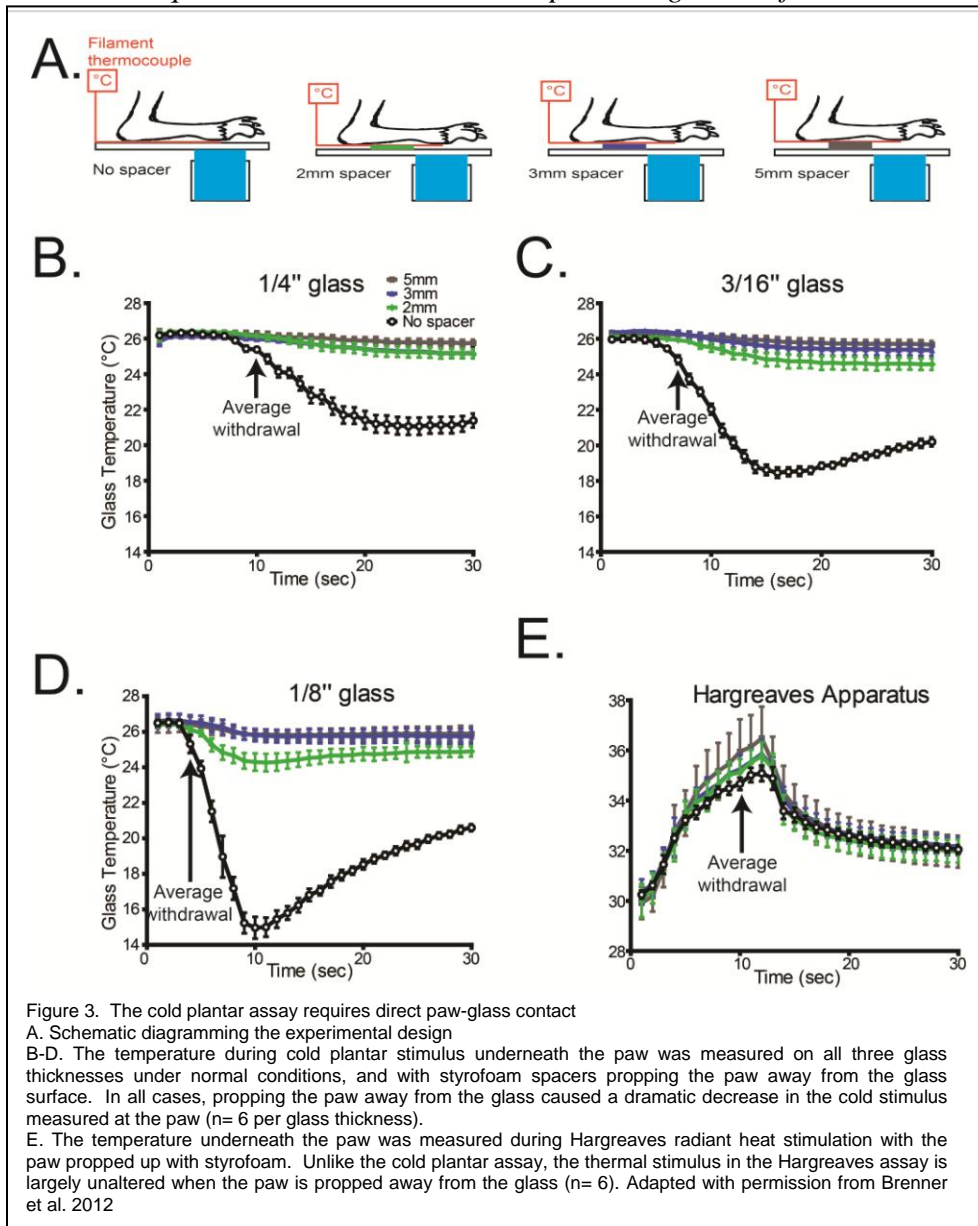 A.
Filament
thermocouple
°C
°C
°C
°C
No spacer
2mm spacer
3mm spacer
5mm spacer
B.
1/4" glass
5mm
3mm
2mm
No spacer
Glass Temperature (°C)
28
26
24
22
20
18
16
14
0
10
20
30
Time (sec)
Average
withdrawal
C.
3/16" glass
28
26
24
22
20
18
16
14
0
10
20
30
Time (sec)
Average
withdrawal
D.
1/8" glass
Glass Temperature (°C)
28
26
24
22
20
18
16
14
0
10
20
30
Time (sec)
Average
withdrawal
E.
Hargreaves Apparatus
38
36
34
32
30
28
0
10
20
30
Time (sec)
Average
withdrawal
Figure 3. The cold plantar assay requires direct paw-glass contact
A. Schematic diagramming the experimental design
B-D. The temperature during cold plantar stimulus underneath the paw was measured on all three glass
thicknesses under normal conditions, and with styrofoam spacers propping the paw away from the glass
surface. In all cases, propping the paw away from the glass caused a dramatic decrease in the cold stimulus
measured at the paw (n= 6 per glass thickness).
E. The temperature underneath the paw was measured during Hargreaves radiant heat stimulation with the
paw propped up with styrofoam. Unlike the cold plantar assay, the thermal stimulus in the Hargreaves assay is
largely unaltered when the paw is propped away from the glass (n= 6). Adapted with permission from Brenner
et al. 2012